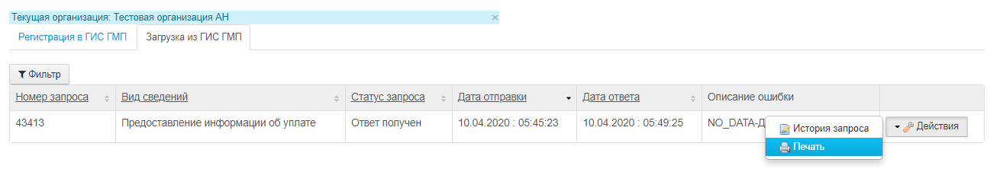 Текущая организация: Тестовая организация АН ×
Регистрация в ГИС ГМП Загрузка из ГИС ГМП
Фильтр
Номер запроса Вид сведений Статус запроса Дата отправки Дата ответа Описание ошибки
43413 Предоставление информации об уплате Ответ получен 10.04.2020 : 05:45:23 10.04.2020 : 05:49:25 NO_DATA-Д Действия
История запроса
Печать